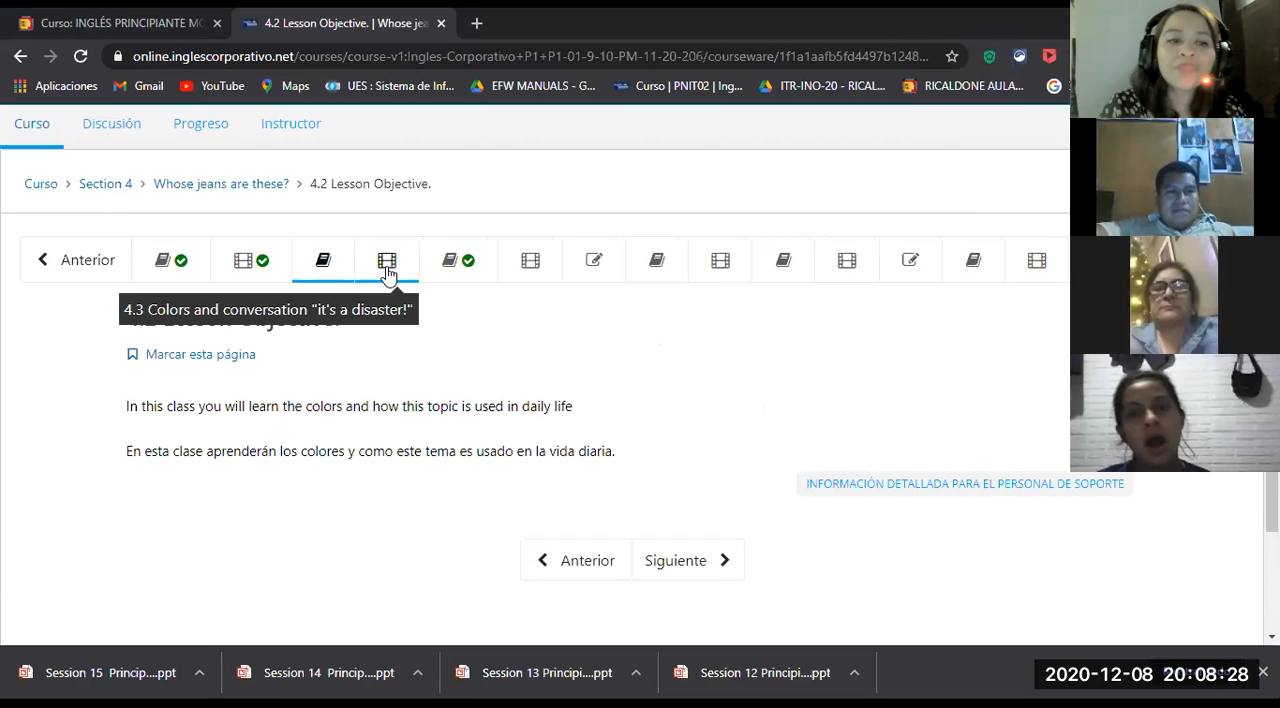 Curso: INGLÉS PRINCIPIANTE MÓ
4.2 Lesson Objective. | Whose jea
online.inglescorporativo.net/courses/course-v1:Ingles-Corporativo+P1+P1-01-9-10-PM-11-20-206/courseware/1f1a1aafb5fd4497b1248...
Aplicaciones
Gmail
YouTube
Maps
UES : Sistema de Inf...
EFW MANUALS - G...
Curso | PNIT02 | Ing...
ITR-INO-20 - RICAL...
RICALDONE AULA...
Curso
Discusión
Progreso
Instructor
Curso > Section 4 > Whose jeans are these? > 4.2 Lesson Objective.
Anterior
4.3 Colors and conversation "it's a disaster!"
Marcar esta página
In this class you will learn the colors and how this topic is used in daily life
En esta clase aprenderán los colores y como este tema es usado en la vida diaria.
INFORMACIÓN DETALLADA PARA EL PERSONAL DE SOPORTE
Anterior
Siguiente
Session 15 Princip....ppt
Session 14 Princip....ppt
Session 13 Principi....ppt
Session 12 Principi....ppt
2020-12-08 20:08:28